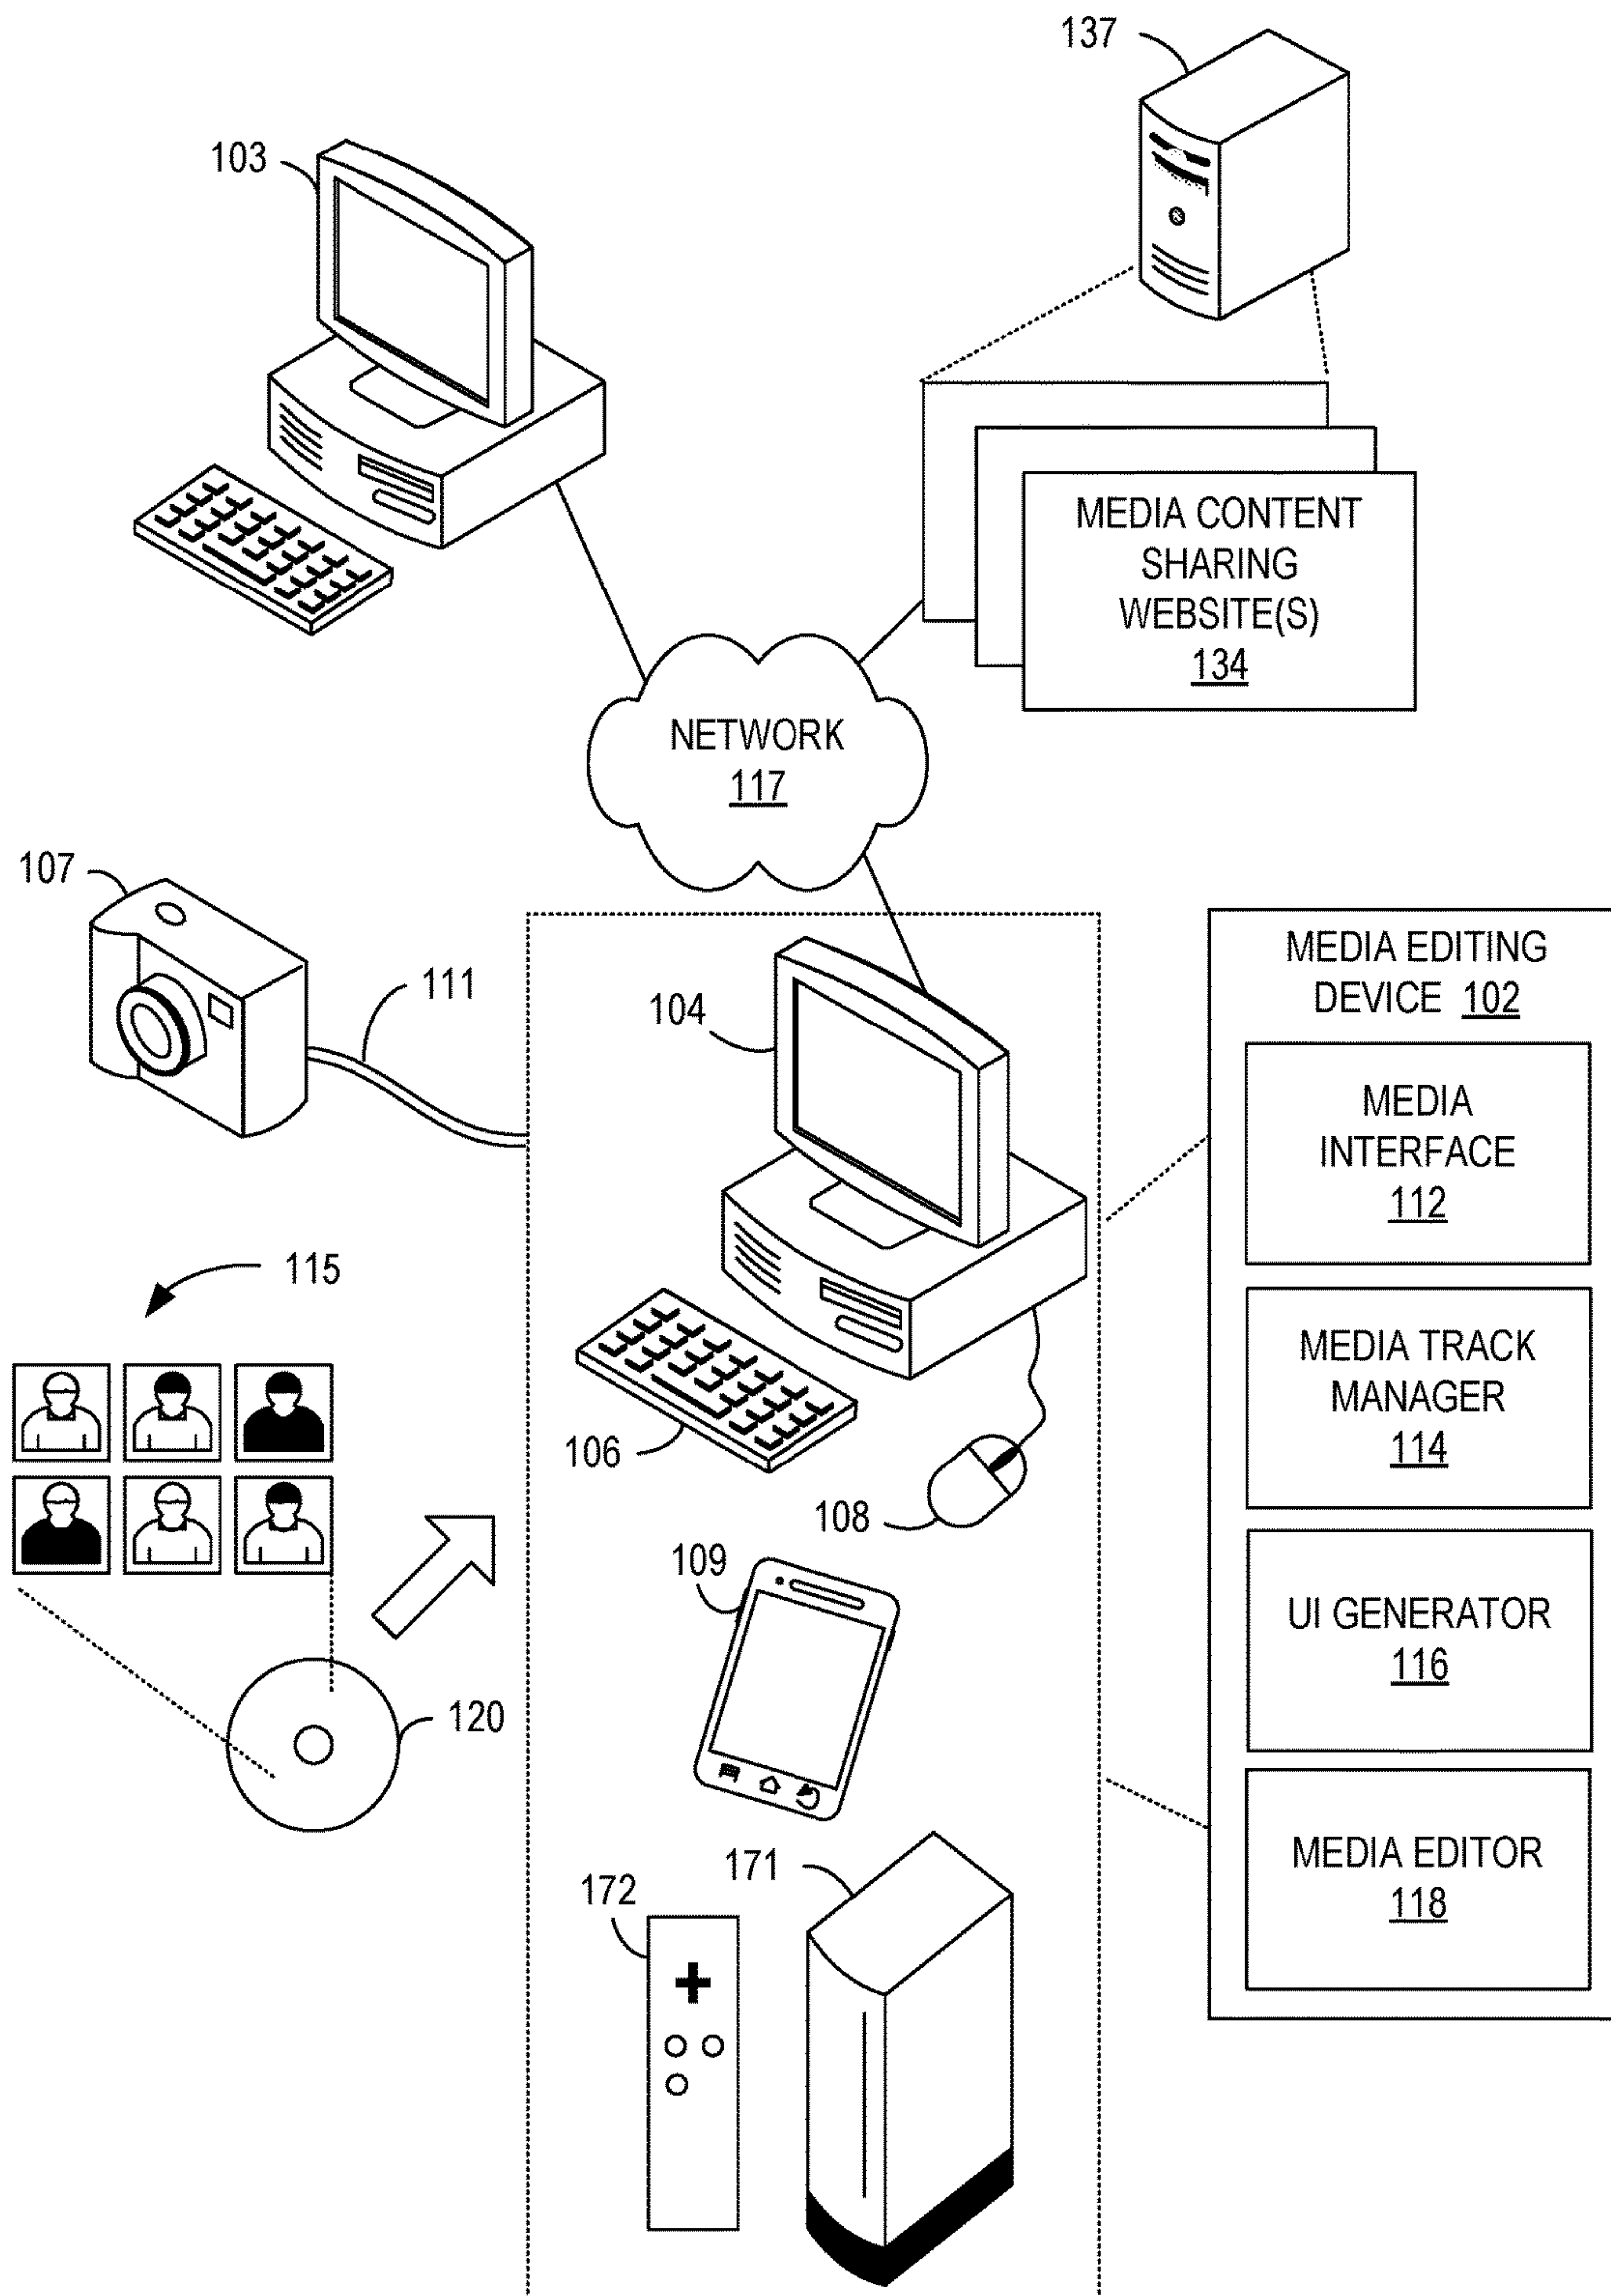 137
103
MEDIA CONTENT
SHARING
WEBSITE(S)
134
NETWORK
117
107
111
104
MEDIA EDITING
DEVICE 102
MEDIA
INTERFACE
112
115
MEDIA TRACK
MANAGER
114
106
108
109
UI GENERATOR
116
120
171
172
MEDIA EDITOR
118